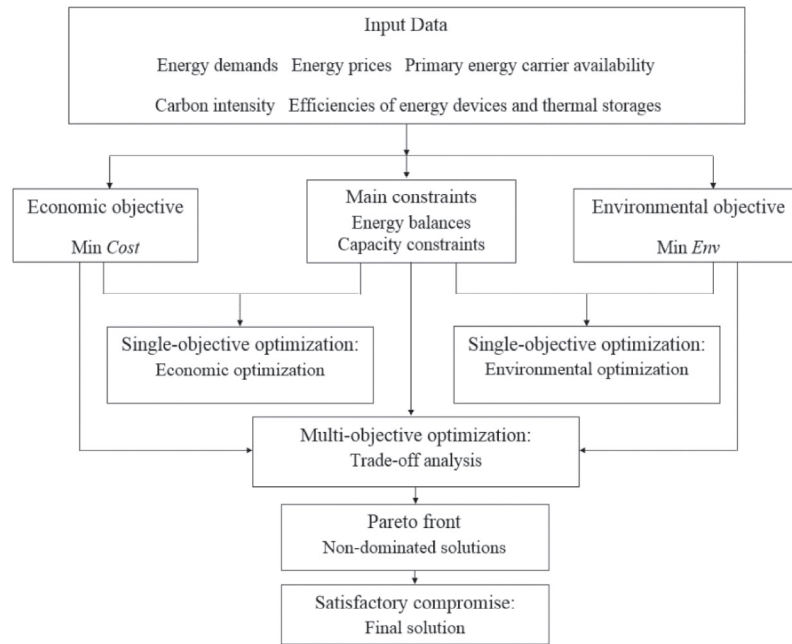 Input Data
Energy demands Energy prices Primary energy carrier availability
Carbon intensity Efficiencies of energy devices and thermal storages
Economic objective
Min Cost
Main constraints
Energy balances
Capacity constraints
Environmental objective
Min Env
Single-objective optimization:
Economic optimization
Single-objective optimization:
Environmental optimization
Multi-objective optimization:
Trade-off analysis
Pareto front
Non-dominated solutions
Satisfactory compromise:
Final solution